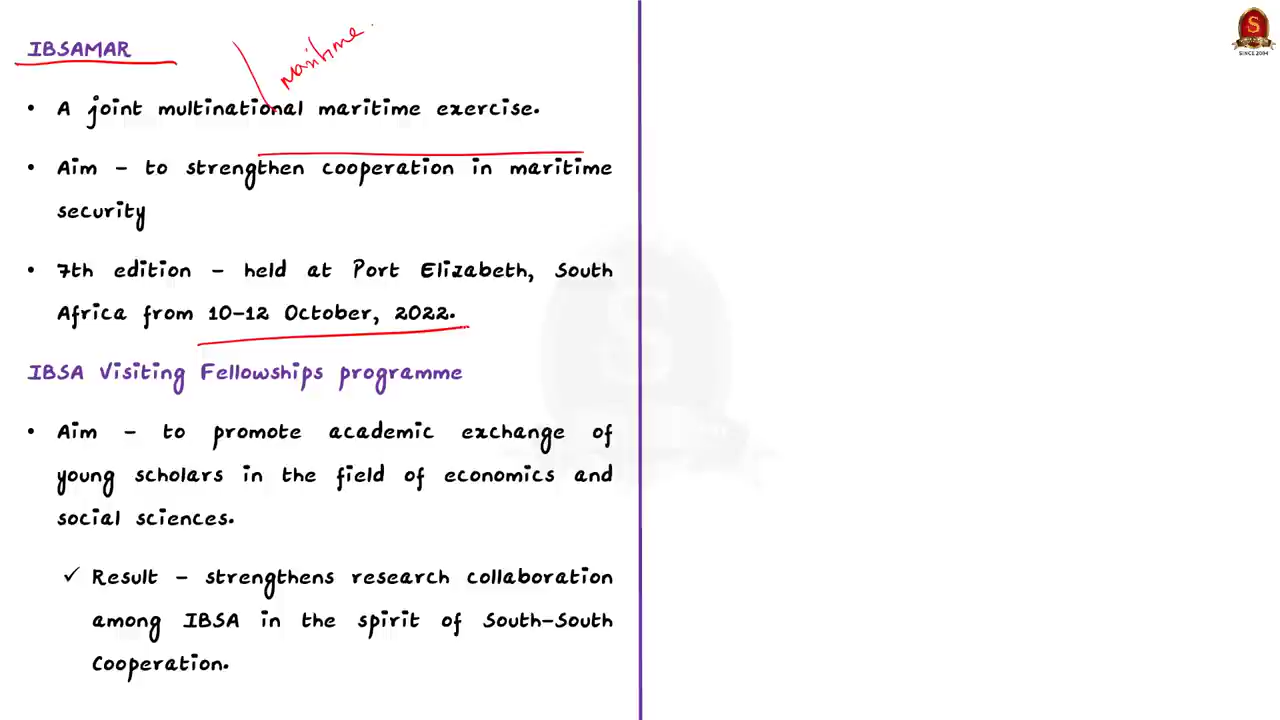 IBSAMAR
maritime
• A joint multinational maritime exercise.
• Aim – to strengthen cooperation in maritime
security
• 7th edition – held at Port Elizabeth, South
Africa from 10–12 October, 2022.
IBSA Visiting Fellowships programme
• Aim – to promote academic exchange of
young scholars in the field of economics and
social sciences.
✓ Result – strengthens research collaboration
among IBSA in the spirit of South–South
Cooperation.
S
SINCE 2004